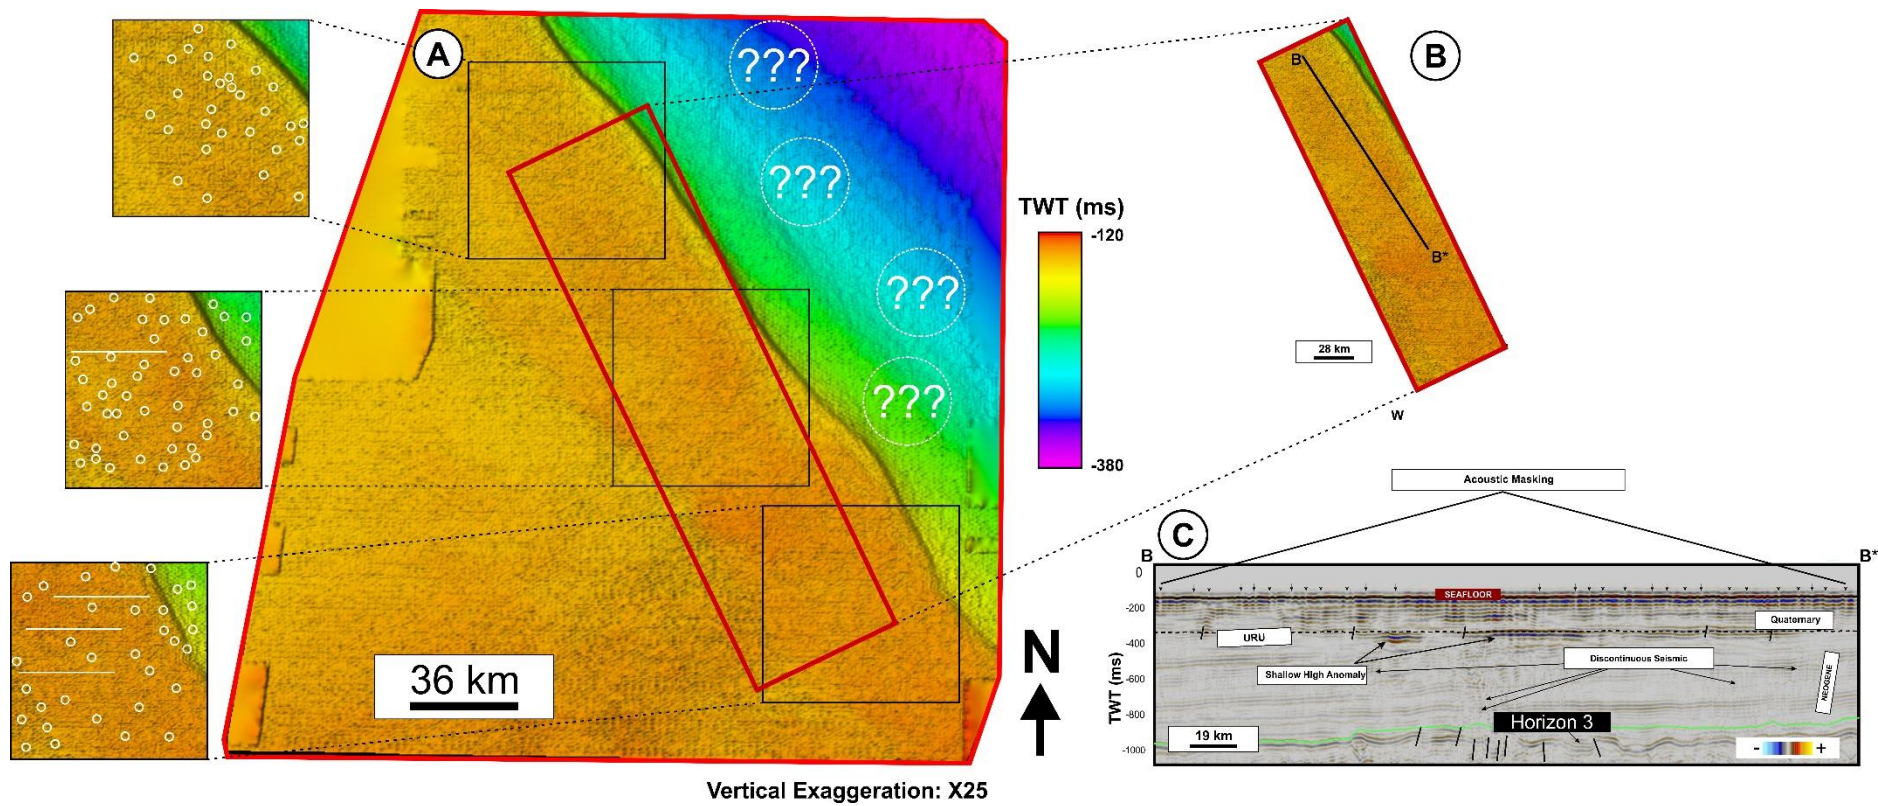 A
???
???
???
???
TWT (ms)
-120
-380
36 km
N
Vertical Exaggeration: X25
B
B
B*
28 km
W
Acoustic Masking
C
B
B*
0
-200
-400
-600
-800
-1000
TWT (ms)
SEAFLOOR
Quaternary
URU
Shallow High Anomaly
Discontinuous Seismic
NEOGENE
Horizon 3
19 km
- +